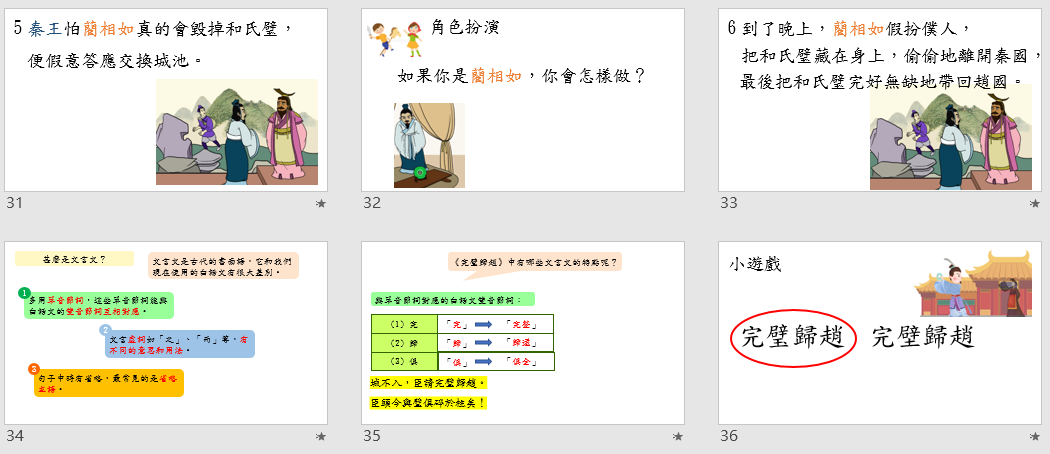 5 秦王怕藺相如真的會毀掉和氏璧，
便假意答應交換城池。
31
角色扮演
如果你是藺相如，你會怎樣做？
32
6 到了晚上，藺相如假扮僕人，
把和氏璧藏在身上，偷偷地離開秦國，
最後把和氏璧完好無缺地帶回趙國。
33
甚麼是文言文？
文言文是古代的書面語，它和我們
現在使用的白話文有很大差別。
1
多用單音節詞，這些單音節詞能與
白話文的雙音節詞互相對應。
2
文言虛詞如「之」、「而」等，有
不同的意思和用法。
3
句子中時有省略，最常見的是省略
主語。
34
《完璧歸趙》中有哪些文言文的特點呢？
與單音節詞對應的白話文雙音節詞：
（1）完 「完」 「完整」
（2）歸 「歸」 「歸還」
（3）俱 「俱」 「俱全」
城不入，臣請完璧歸趙。
臣頭今與璧俱碎於柱矣！
35
小遊戲
完璧歸趙 完璧歸趙
36